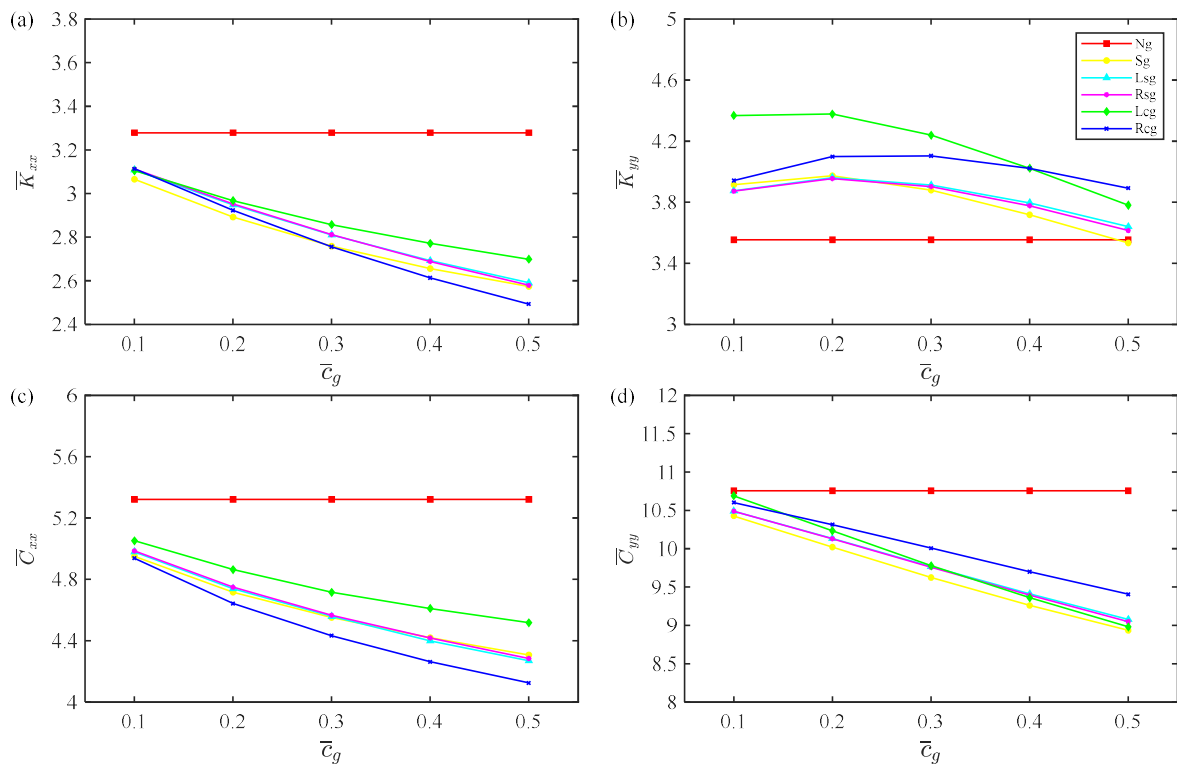 (a)
3.8
3.6
3.4
3.2
3
2.8
2.6
2.4
K̅xx
0.1 0.2 0.3 0.4 0.5
c̅g
(b)
5
4.6
4.2
3.8
3.4
3
K̅yy
Ng
Sg
Lsg
Rsg
Lcg
Rcg
0.1 0.2 0.3 0.4 0.5
c̅g
(c)
6
5.6
5.2
4.8
4.4
4
C̅xx
0.1 0.2 0.3 0.4 0.5
c̅g
(d)
12
11.5
11
10.5
10
9.5
9
8.5
8
C̅yy
0.1 0.2 0.3 0.4 0.5
c̅g